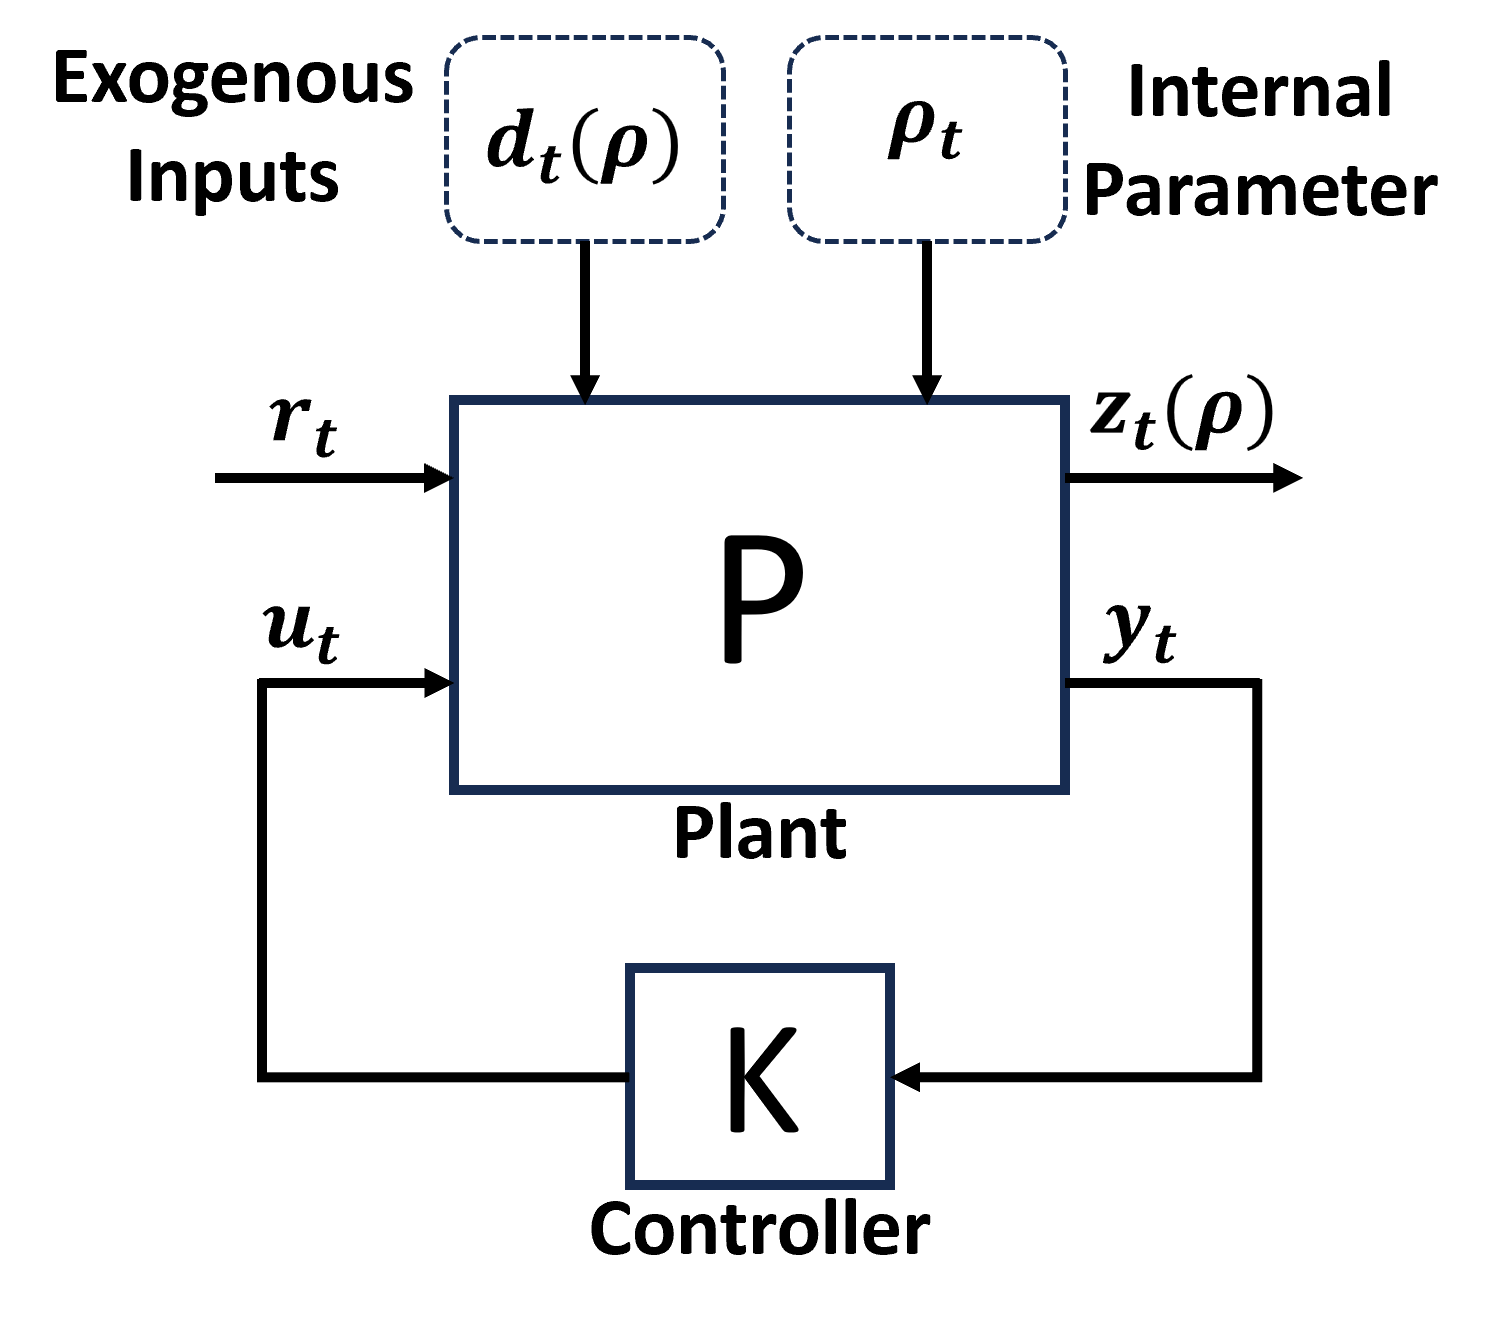 Exogenous
Inputs
dₜ(ρ)
ρₜ
Internal
Parameter
rₜ
zₜ(ρ)
P
uₜ
yₜ
Plant
K
Controller